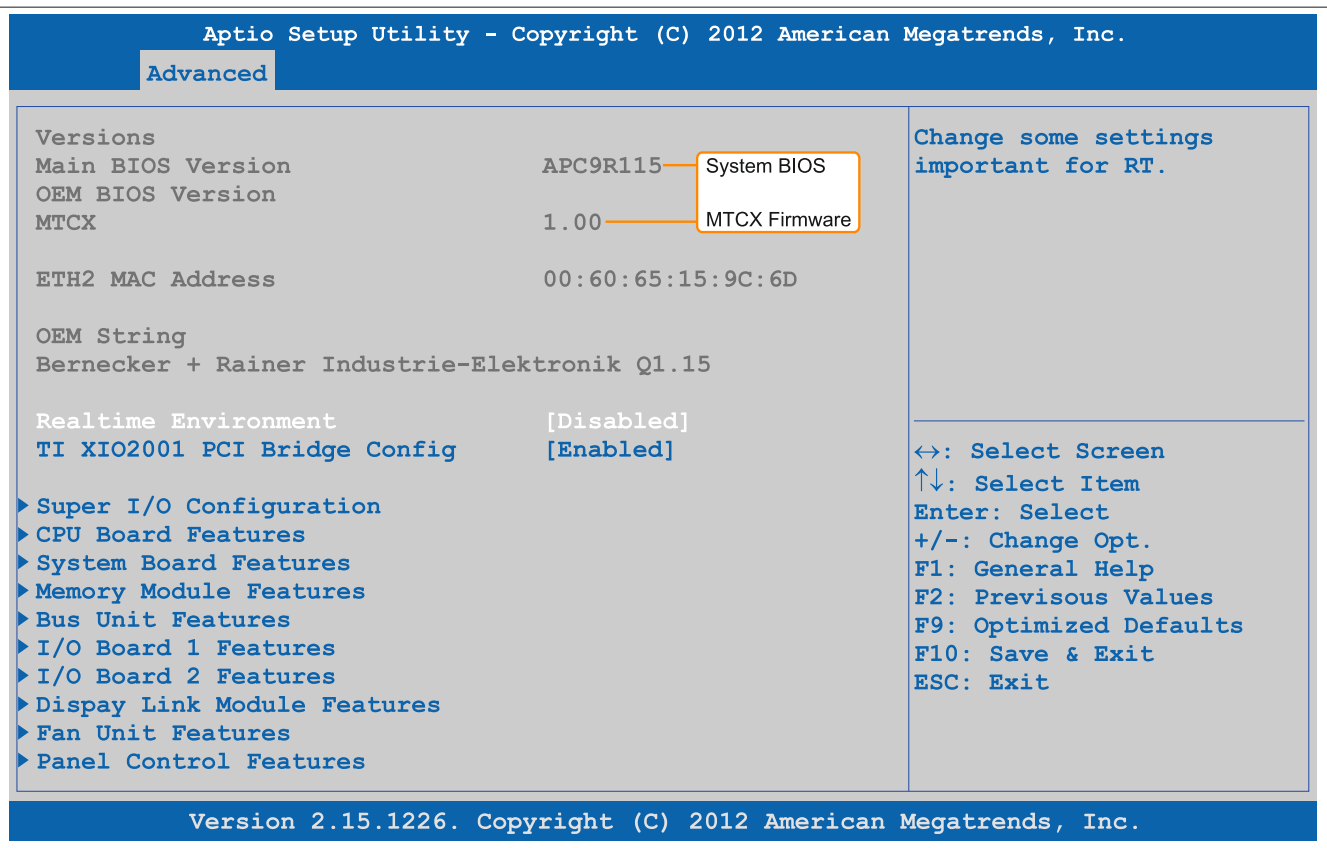 Aptio Setup Utility - Copyright (C) 2012 American Megatrends, Inc.
Advanced
Versions
Main BIOS Version APC9R115 System BIOS
OEM BIOS Version
MTCX 1.00 MTCX Firmware
ETH2 MAC Address 00:60:65:15:9C:6D
OEM String
Bernecker + Rainer Industrie-Elektronik Q1.15
Realtime Environment [Disabled]
TI XIO2001 PCI Bridge Config [Enabled]
Super I/O Configuration
CPU Board Features
System Board Features
Memory Module Features
Bus Unit Features
I/O Board 1 Features
I/O Board 2 Features
Dispay Link Module Features
Fan Unit Features
Panel Control Features
Change some settings
important for RT.
↔: Select Screen
↑↓: Select Item
Enter: Select
+/-: Change Opt.
F1: General Help
F2: Previsous Values
F9: Optimized Defaults
F10: Save & Exit
ESC: Exit
Version 2.15.1226. Copyright (C) 2012 American Megatrends, Inc.